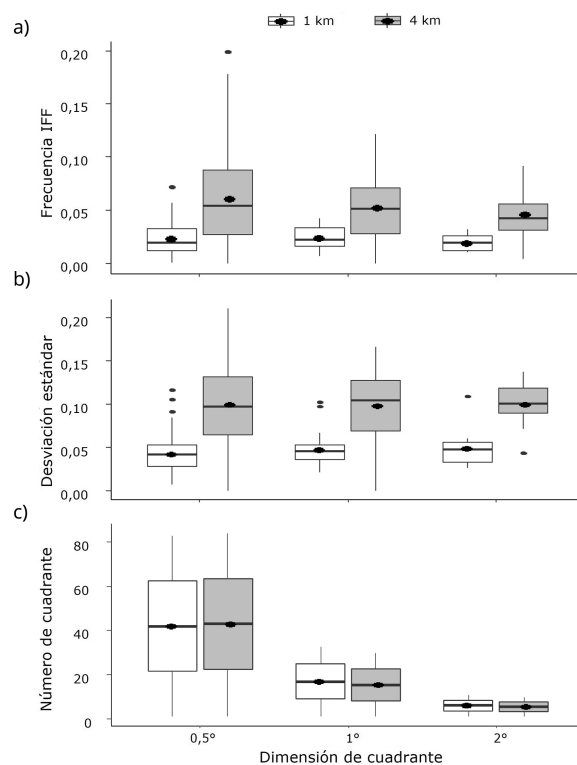 1 km
4 km
a)
0,20
0,15
0,10
0,05
0,00
Frecuencia IFF
b)
0,20
0,15
0,10
0,05
0,00
Desviación estándar
c)
80
60
40
20
0
Número de cuadrante
0,5°
1°
2°
Dimensión de cuadrante